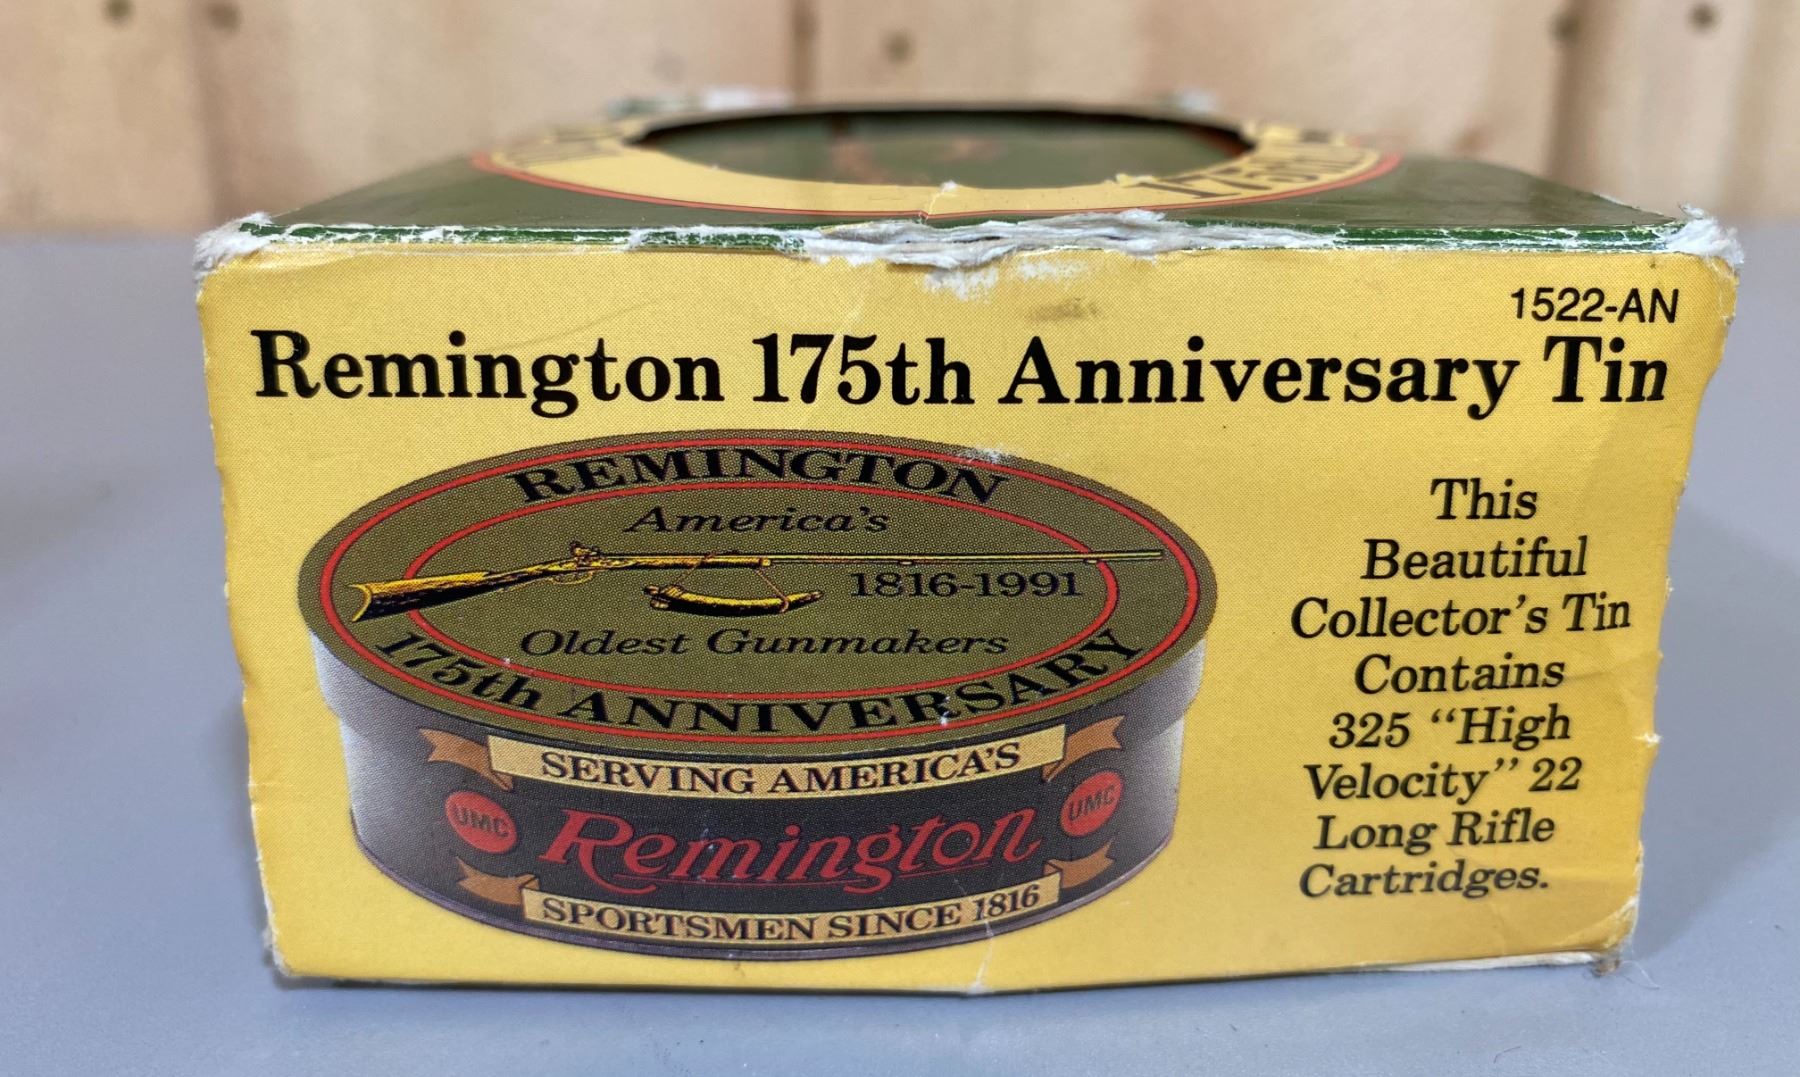 175th
1522-AN
Remington 175th Anniversary Tin
REMINGTON
America's
1816-1991
Oldest Gunmakers
175th ANNIVERSARY
SERVING AMERICA'S
UMC Remington UMC
SPORTSMEN SINCE 1816
This
Beautiful
Collector's Tin
Contains
325 “High
Velocity” 22
Long Rifle
Cartridges.